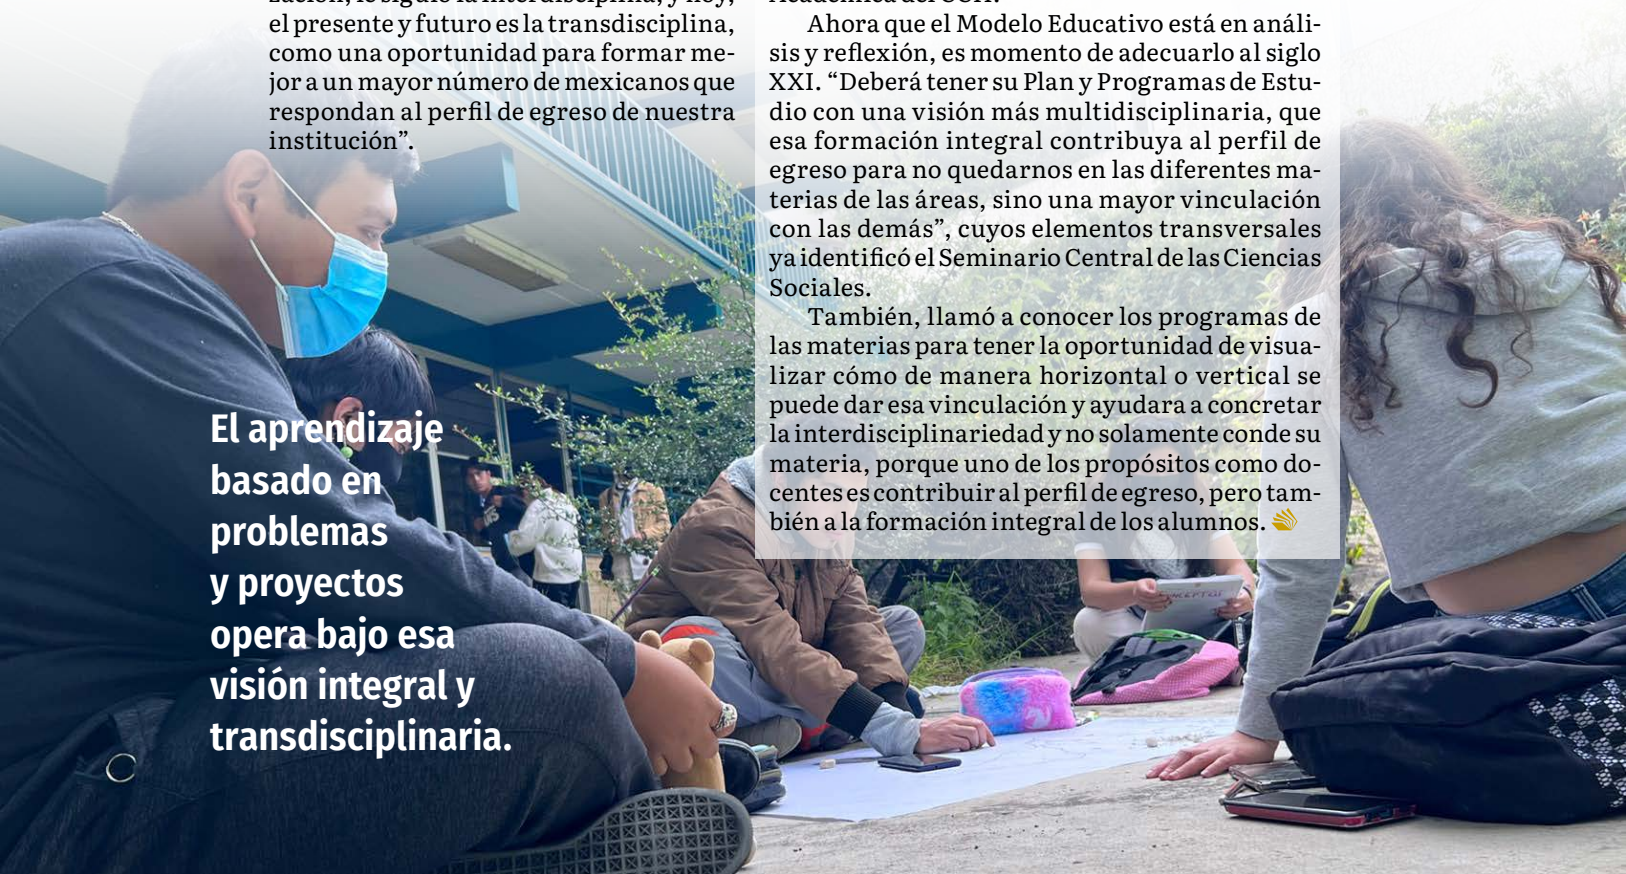 el presente y futuro es la transdisciplina,
como una oportunidad para formar me-
jor a un mayor número de mexicanos que
respondan al perfil de egreso de nuestra
institución”.
Ahora que el Modelo Educativo está en análi-
sis y reflexión, es momento de adecuarlo al siglo
XXI. “Deberá tener su Plan y Programas de Estu-
dio con una visión más multidisciplinaria, que
esa formación integral contribuya al perfil de
egreso para no quedarnos en las diferentes ma-
terias de las áreas, sino una mayor vinculación
con las demás”, cuyos elementos transversales
ya identificó el Seminario Central de las Ciencias
Sociales.
También, llamó a conocer los programas de
las materias para tener la oportunidad de visua-
lizar cómo de manera horizontal o vertical se
puede dar esa vinculación y ayudara a concretar
la interdisciplinariedad y no solamente conde su
materia, porque uno de los propósitos como do-
centes es contribuir al perfil de egreso, pero tam-
bién a la formación integral de los alumnos.
El aprendizaje
basado en
problemas
y proyectos
opera bajo esa
visión integral y
transdisciplinaria.